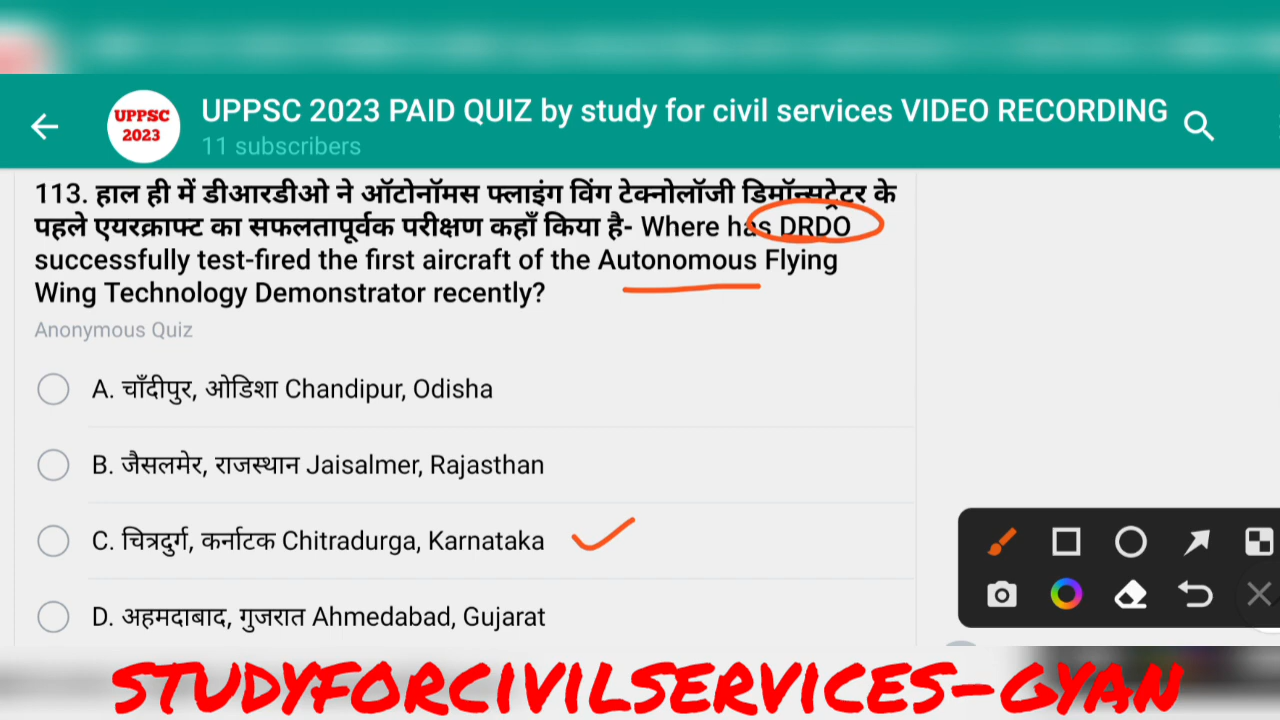 UPPSC
2023
UPPSC 2023 PAID QUIZ by study for civil services VIDEO RECORDING
11 subscribers
113. हाल ही में डीआरडीओ ने ऑटोनॉमस फ्लाइंग विंग टेक्नोलॉजी डिमॉन्सट्रेटर के
पहले एयरक्राफ्ट का सफलतापूर्वक परीक्षण कहाँ किया है- Where has DRDO
successfully test-fired the first aircraft of the Autonomous Flying
Wing Technology Demonstrator recently?
Anonymous Quiz
A. चाँदीपुर, ओडिशा Chandipur, Odisha
B. जैसलमेर, राजस्थान Jaisalmer, Rajasthan
C. चित्रदुर्ग, कर्नाटक Chitradurga, Karnataka
D. अहमदाबाद, गुजरात Ahmedabad, Gujarat
STUDYFORCIVILSERVICES-GYAN